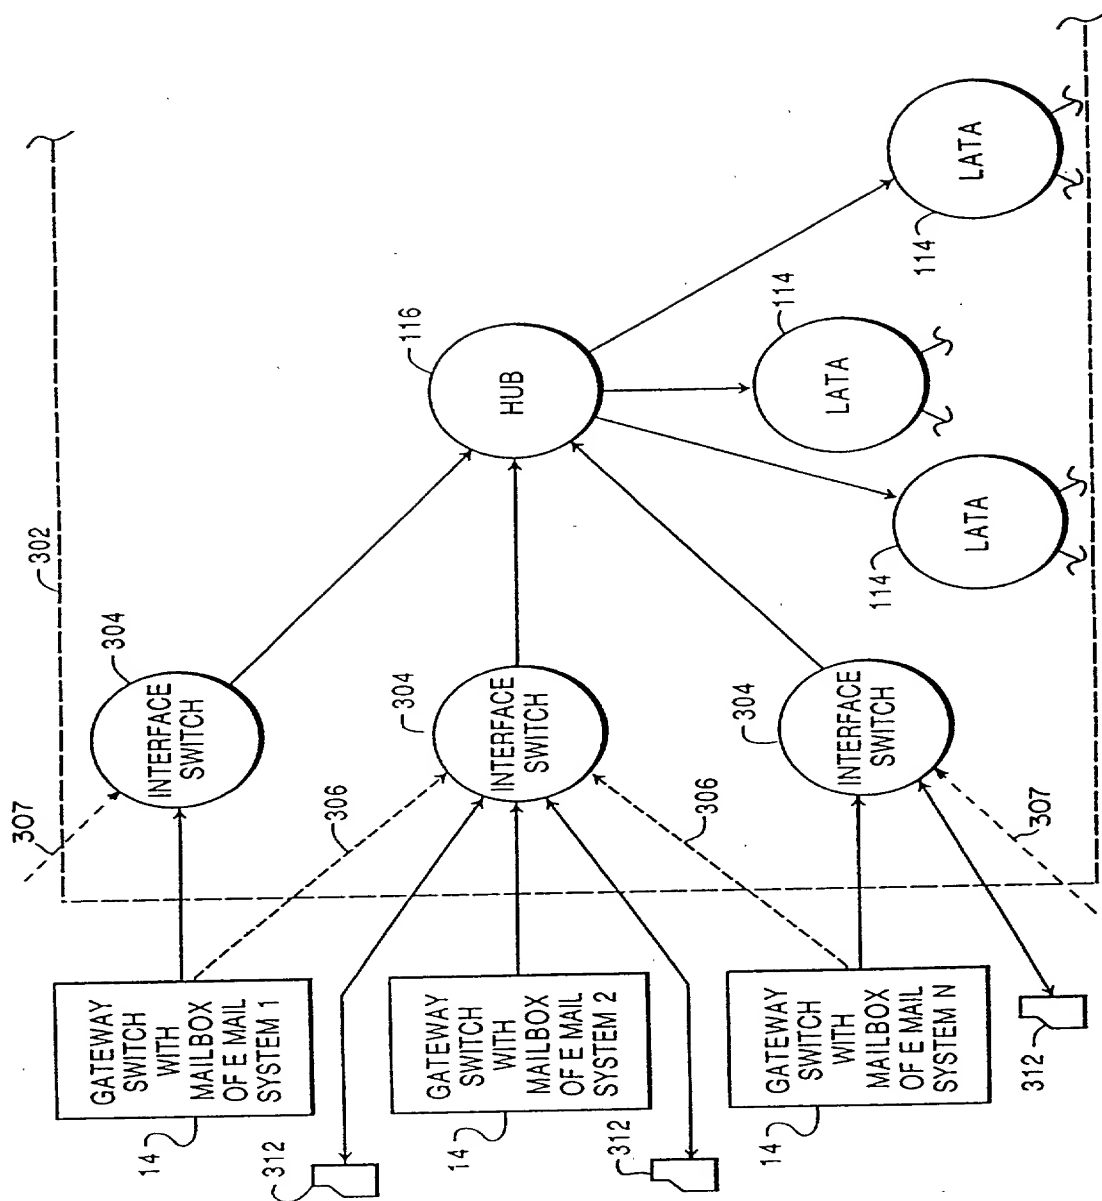 302
307
304
INTERFACE
SWITCH
GATEWAY
SWITCH
WITH
MAILBOX
OF E MAIL
SYSTEM 1
14
306
312
304
INTERFACE
SWITCH
116
HUB
GATEWAY
SWITCH
WITH
MAILBOX
OF E MAIL
SYSTEM 2
14
306
312
304
INTERFACE
SWITCH
307
GATEWAY
SWITCH
WITH
MAILBOX
OF E MAIL
SYSTEM N
14
312
114
LATA
114
LATA
114
LATA